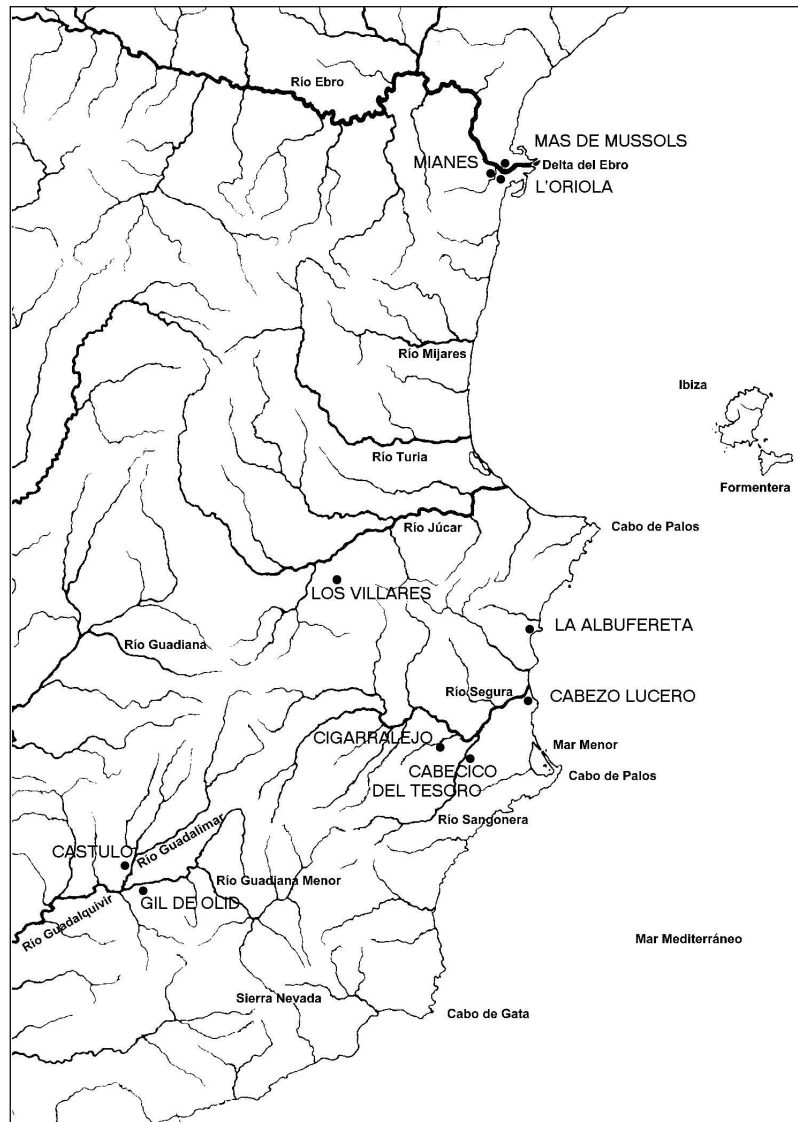 Río Ebro
MAS DE MUSSOLS
MIANES
Delta del Ebro
L'ORIOLA
Río Mijares
Ibiza
Río Turia
Formentera
Río Júcar
Cabo de Palos
LOS VILLARES
LA ALBUFERETA
Río Guadiana
Río Segura
CABEZO LUCERO
CIGARRALEJO
Mar Menor
CABECICO
DEL TESORO
Cabo de Palos
Río Sangonera
Río Guadalimar
CASTULO
Río Guadiana Menor
GIL DE OLID
Río Guadalquivir
Mar Mediterráneo
Sierra Nevada
Cabo de Gata